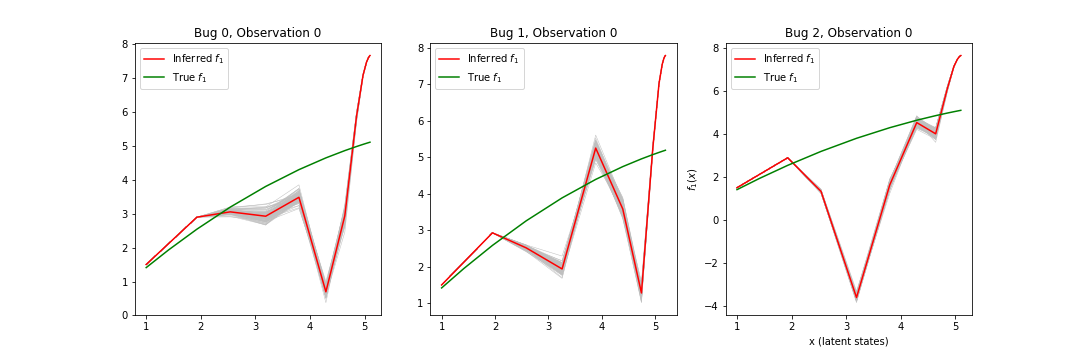 Bug 0, Observation 0
Inferred f₁
True f₁
8
7
6
5
4
3
2
1
0
1 2 3 4 5
Bug 1, Observation 0
Inferred f₁
True f₁
8
7
6
5
4
3
2
1
1 2 3 4 5
Bug 2, Observation 0
Inferred f₁
True f₁
f₁(x)
8
6
4
2
0
−2
−4
1 2 3 4 5
x (latent states)